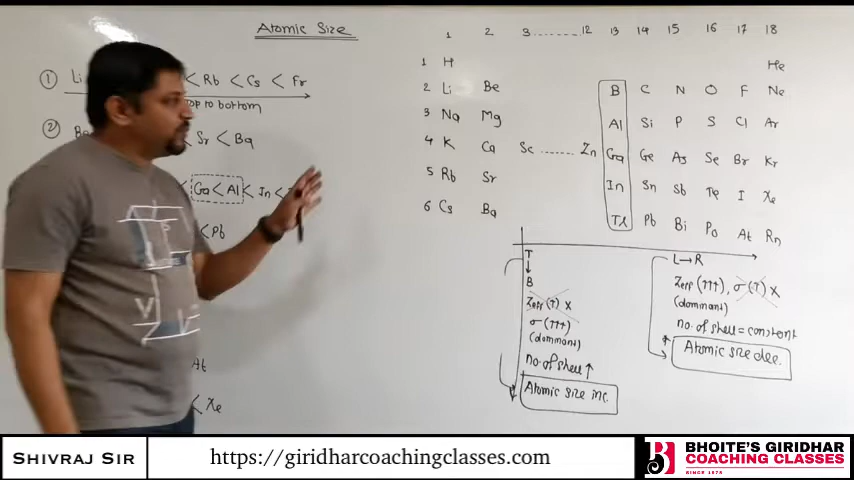 Atomic Size
① Li < Rb < Cs < Fr
Top to bottom
② Be < Sr < Ba
< Ga < Al < In <
< Pb
At
< Xe
1 2 3........ 12 13 14 15 16 17 18
1 H He
2 Li Be B C N O F Ne
3 Na Mg Al Si P S Cl Ar
4 K Ca Sc ........ Zn Ga Ge As Se Br Kr
5 Rb Sr In Sn Sb Te I Xe
6 Cs Ba Tl Pb Bi Po At Rn
T
↓
B
Zeff (↑) x
σ (↑↑↑)
(dominant)
no. of shell ↑
Atomic size inc.
L→R
Zeff (↑↑↑), σ (↑) x
(dominant)
no. of shell = constant
Atomic size dec.
SHIVRAJ SIR
https://giridharcoachingclasses.com
BHOITE'S GIRIDHAR
COACHING CLASSES
SINCE 1978